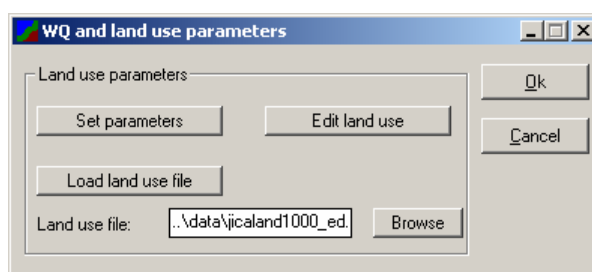 WQ and land use parameters
Land use parameters
Ok
Set parameters Edit land use
Cancel
Load land use file
Land use file: ..\data\jicaland1000_ed. Browse